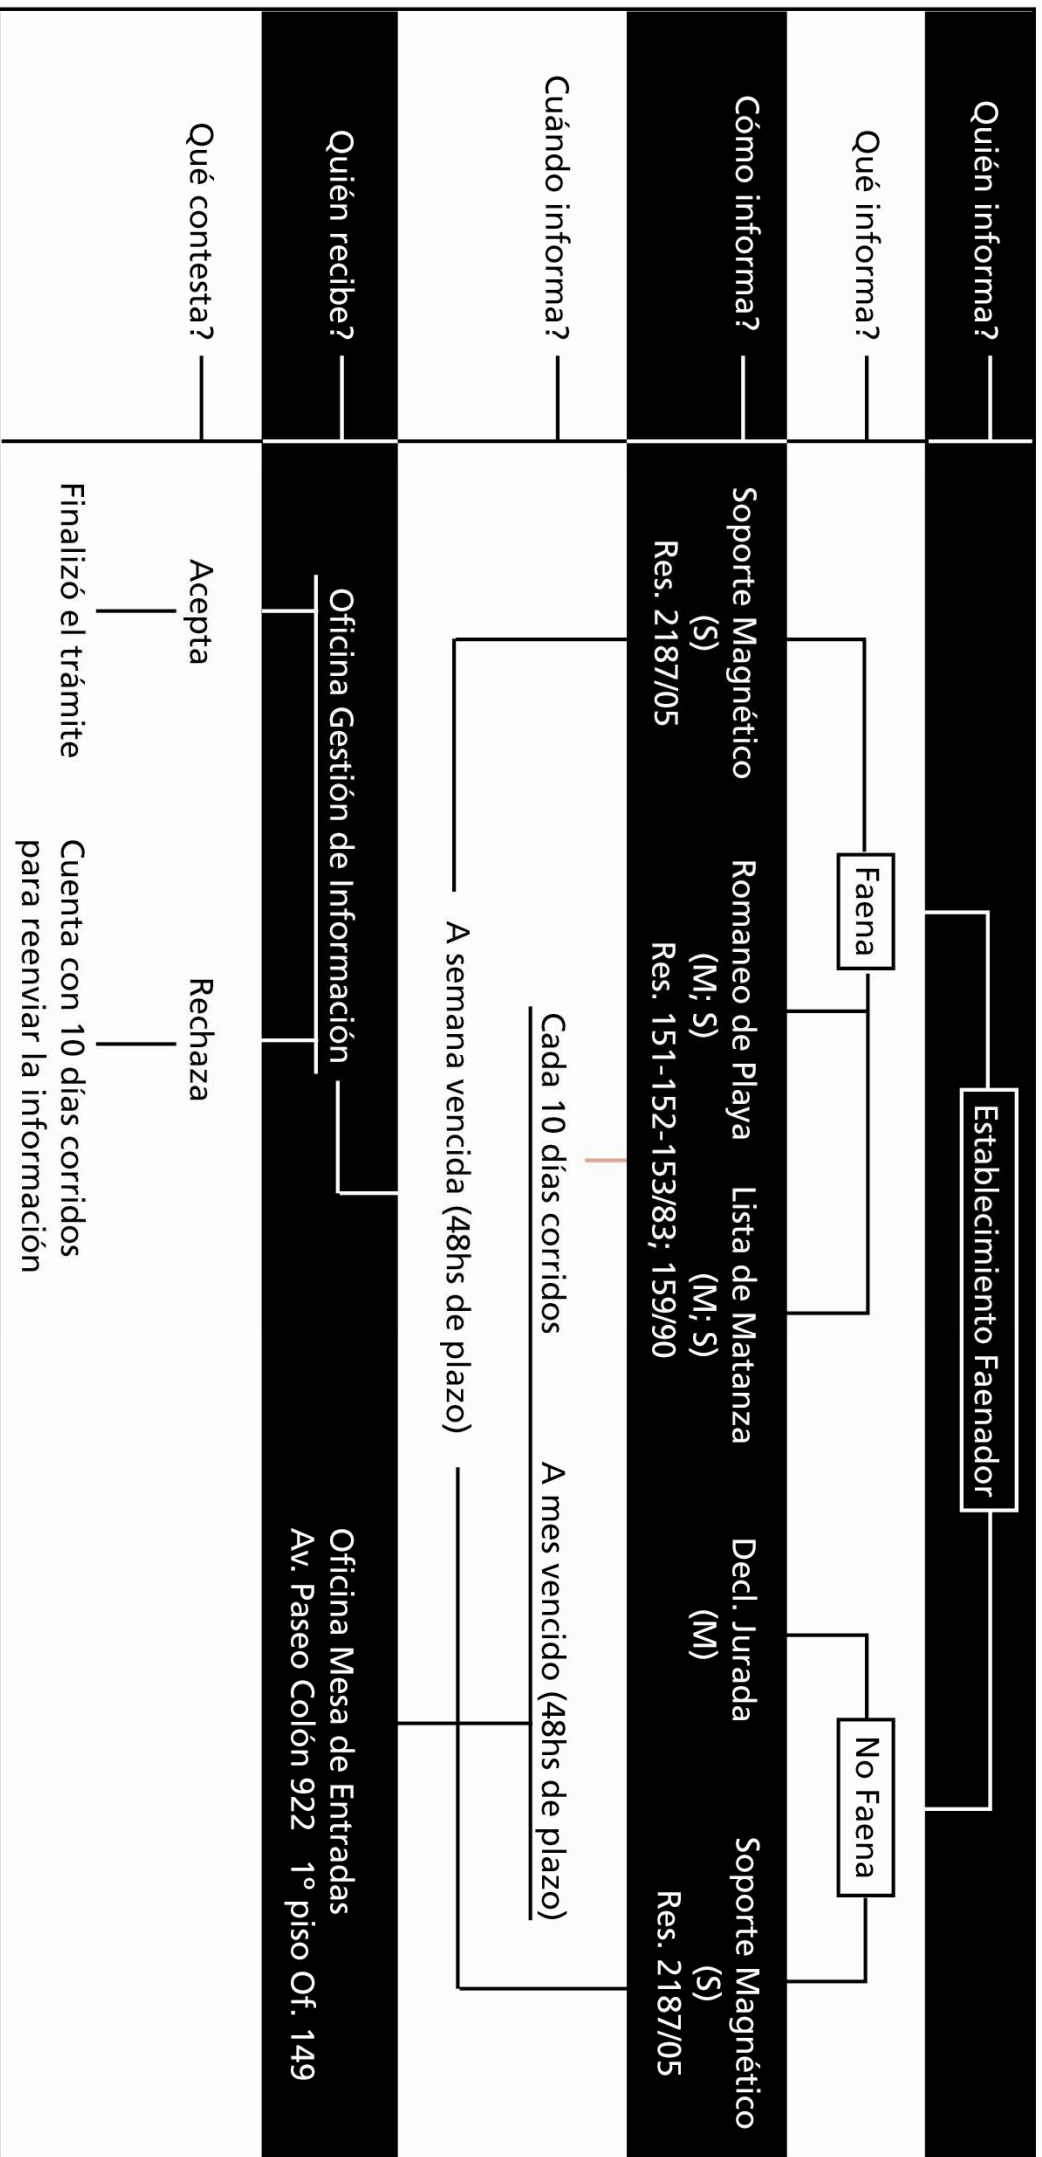 Quién informa?
Establecimiento Faenador
Qué informa?
Faena
No Faena
Cómo informa?
Soporte Magnético
(S)
Res. 2187/05
Romaneo de Playa
(M; S)
Lista de Matanza
(M; S)
Res. 151-152-153/83; 159/90
Decl. Jurada
(M)
Soporte Magnético
(S)
Res. 2187/05
Cuándo informa?
Cada 10 días corridos
A mes vencido (48hs de plazo)
A semana vencida (48hs de plazo)
Quién recibe?
Oficina Gestión de Información
Oficina Mesa de Entradas
Av. Paseo Colón 922 1º piso Of. 149
Qué contesta?
Acepta
Finalizó el trámite
Rechaza
Cuenta con 10 días corridos
para reenviar la información